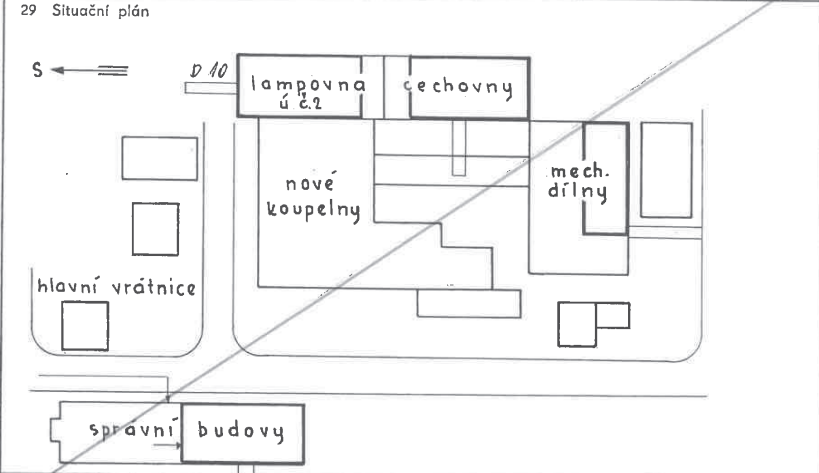 29 Situační plán
S
D 10
lampovna
ú č.2
cechovny
nové
koupelny
mech.
dílny
hlavní vrátnice
správní budovy